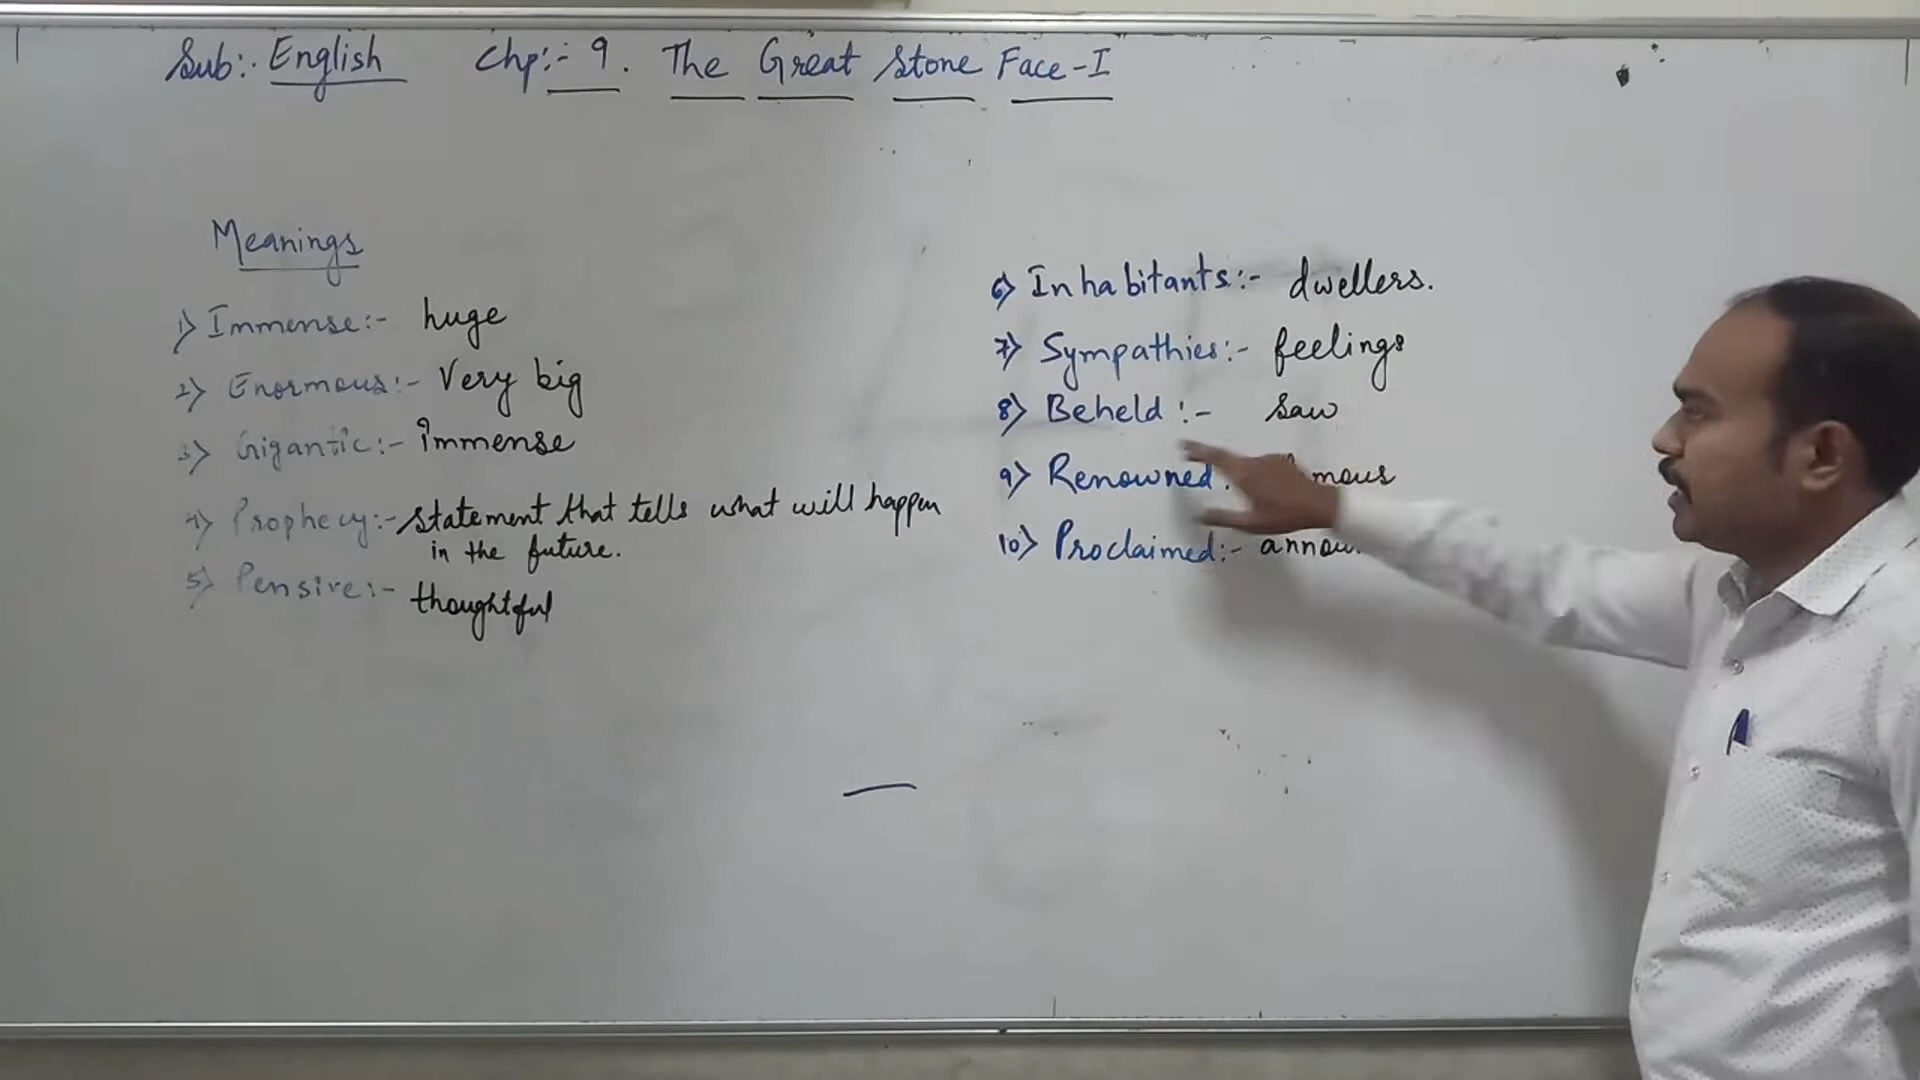 Sub:- English Chp:- 9. The Great Stone Face-I
Meanings
1) Immense:- huge
2) Enormous:- Very big
3) Gigantic:- immense
4) Prophecy:- statement that tells what will happen
in the future.
5) Pensive:- thoughtful
6) Inhabitants:- dwellers.
7) Sympathies:- feelings
8) Beheld :- saw
9) Renowned
10) Proclaimed:-